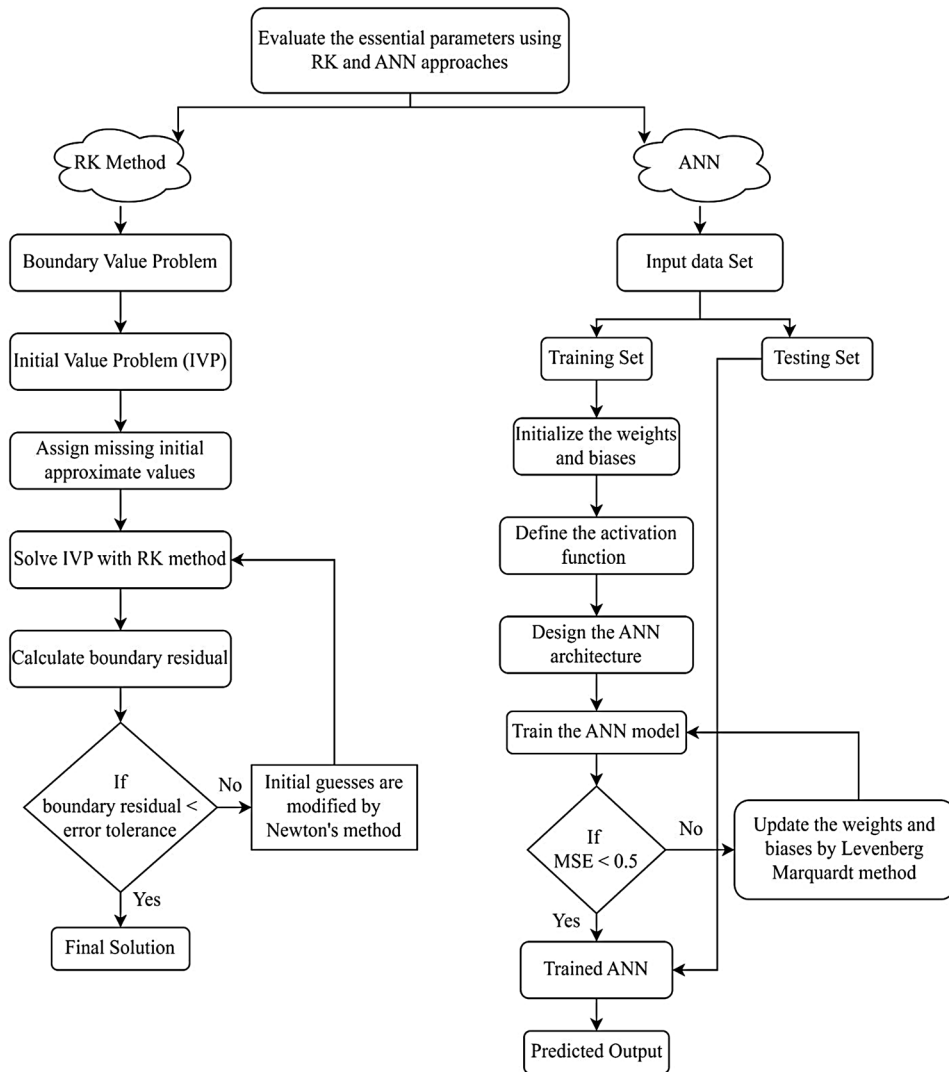 Evaluate the essential parameters using
RK and ANN approaches
RK Method
Boundary Value Problem
Initial Value Problem (IVP)
Assign missing initial
approximate values
Solve IVP with RK method
Calculate boundary residual
If
boundary residual <
error tolerance
No
Initial guesses are
modified by
Newton's method
Yes
Final Solution
ANN
Input data Set
Training Set
Testing Set
Initialize the weights
and biases
Define the activation
function
Design the ANN
architecture
Train the ANN model
If
MSE < 0.5
No
Update the weights and
biases by Levenberg
Marquardt method
Yes
Trained ANN
Predicted Output